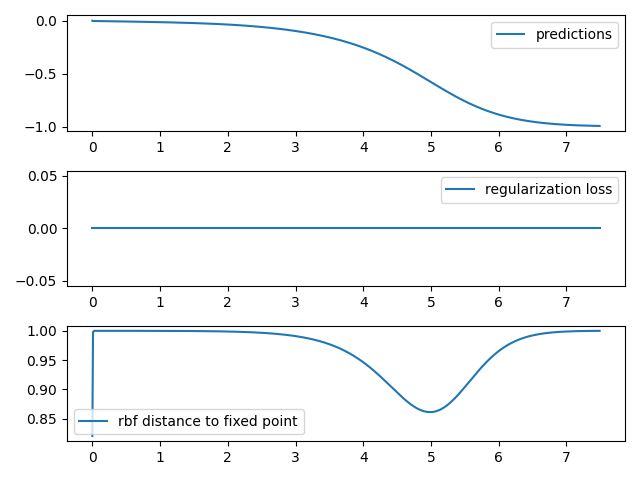 0.0
−0.5
−1.0
predictions
0 1 2 3 4 5 6 7
0.05
0.00
−0.05
regularization loss
0 1 2 3 4 5 6 7
1.00
0.95
0.90
0.85
rbf distance to fixed point
0 1 2 3 4 5 6 7